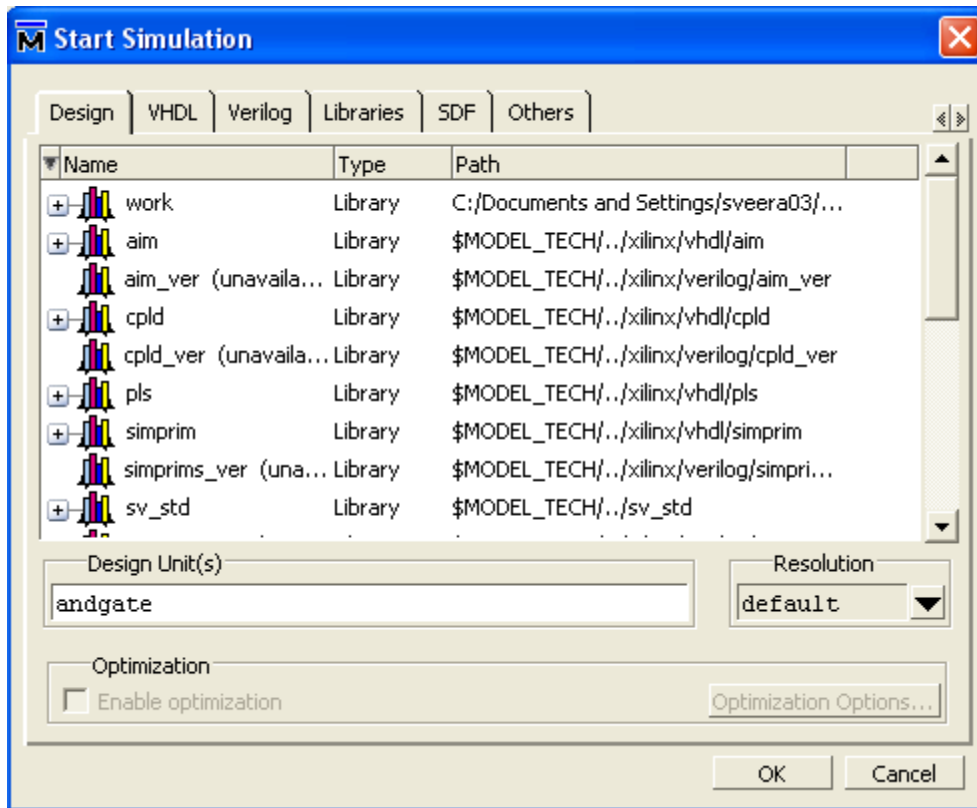 Start Simulation
Design VHDL Verilog Libraries SDF Others
Name Type Path
work Library C:/Documents and Settings/sveera03/...
aim Library $MODEL_TECH/../xilinx/vhdl/aim
aim_ver (unavaila... Library $MODEL_TECH/../xilinx/verilog/aim_ver
cpld Library $MODEL_TECH/../xilinx/vhdl/cpld
cpld_ver (unavaila... Library $MODEL_TECH/../xilinx/verilog/cpld_ver
pls Library $MODEL_TECH/../xilinx/vhdl/pls
simprim Library $MODEL_TECH/../xilinx/vhdl/simprim
simprims_ver (una... Library $MODEL_TECH/../xilinx/verilog/simpri...
sv_std Library $MODEL_TECH/../sv_std
Design Unit(s) Resolution
andgate default
Optimization
Enable optimization Optimization Options...
OK Cancel